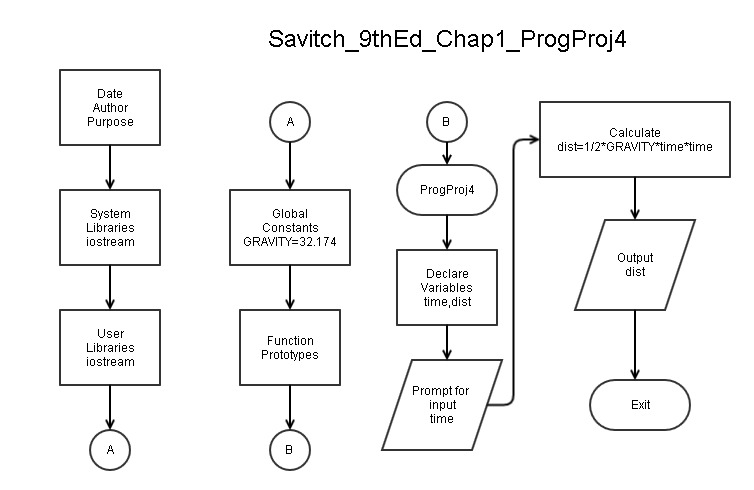 Savitch_9thEd_Chap1_ProgProj4
Date
Author
Purpose
System
Libraries
iostream
User
Libraries
iostream
A
A
Global
Constants
GRAVITY=32.174
Function
Prototypes
B
B
ProgProj4
Declare
Variables
time,dist
Prompt for
input
time
Calculate
dist=1/2*GRAVITY*time*time
Output
dist
Exit